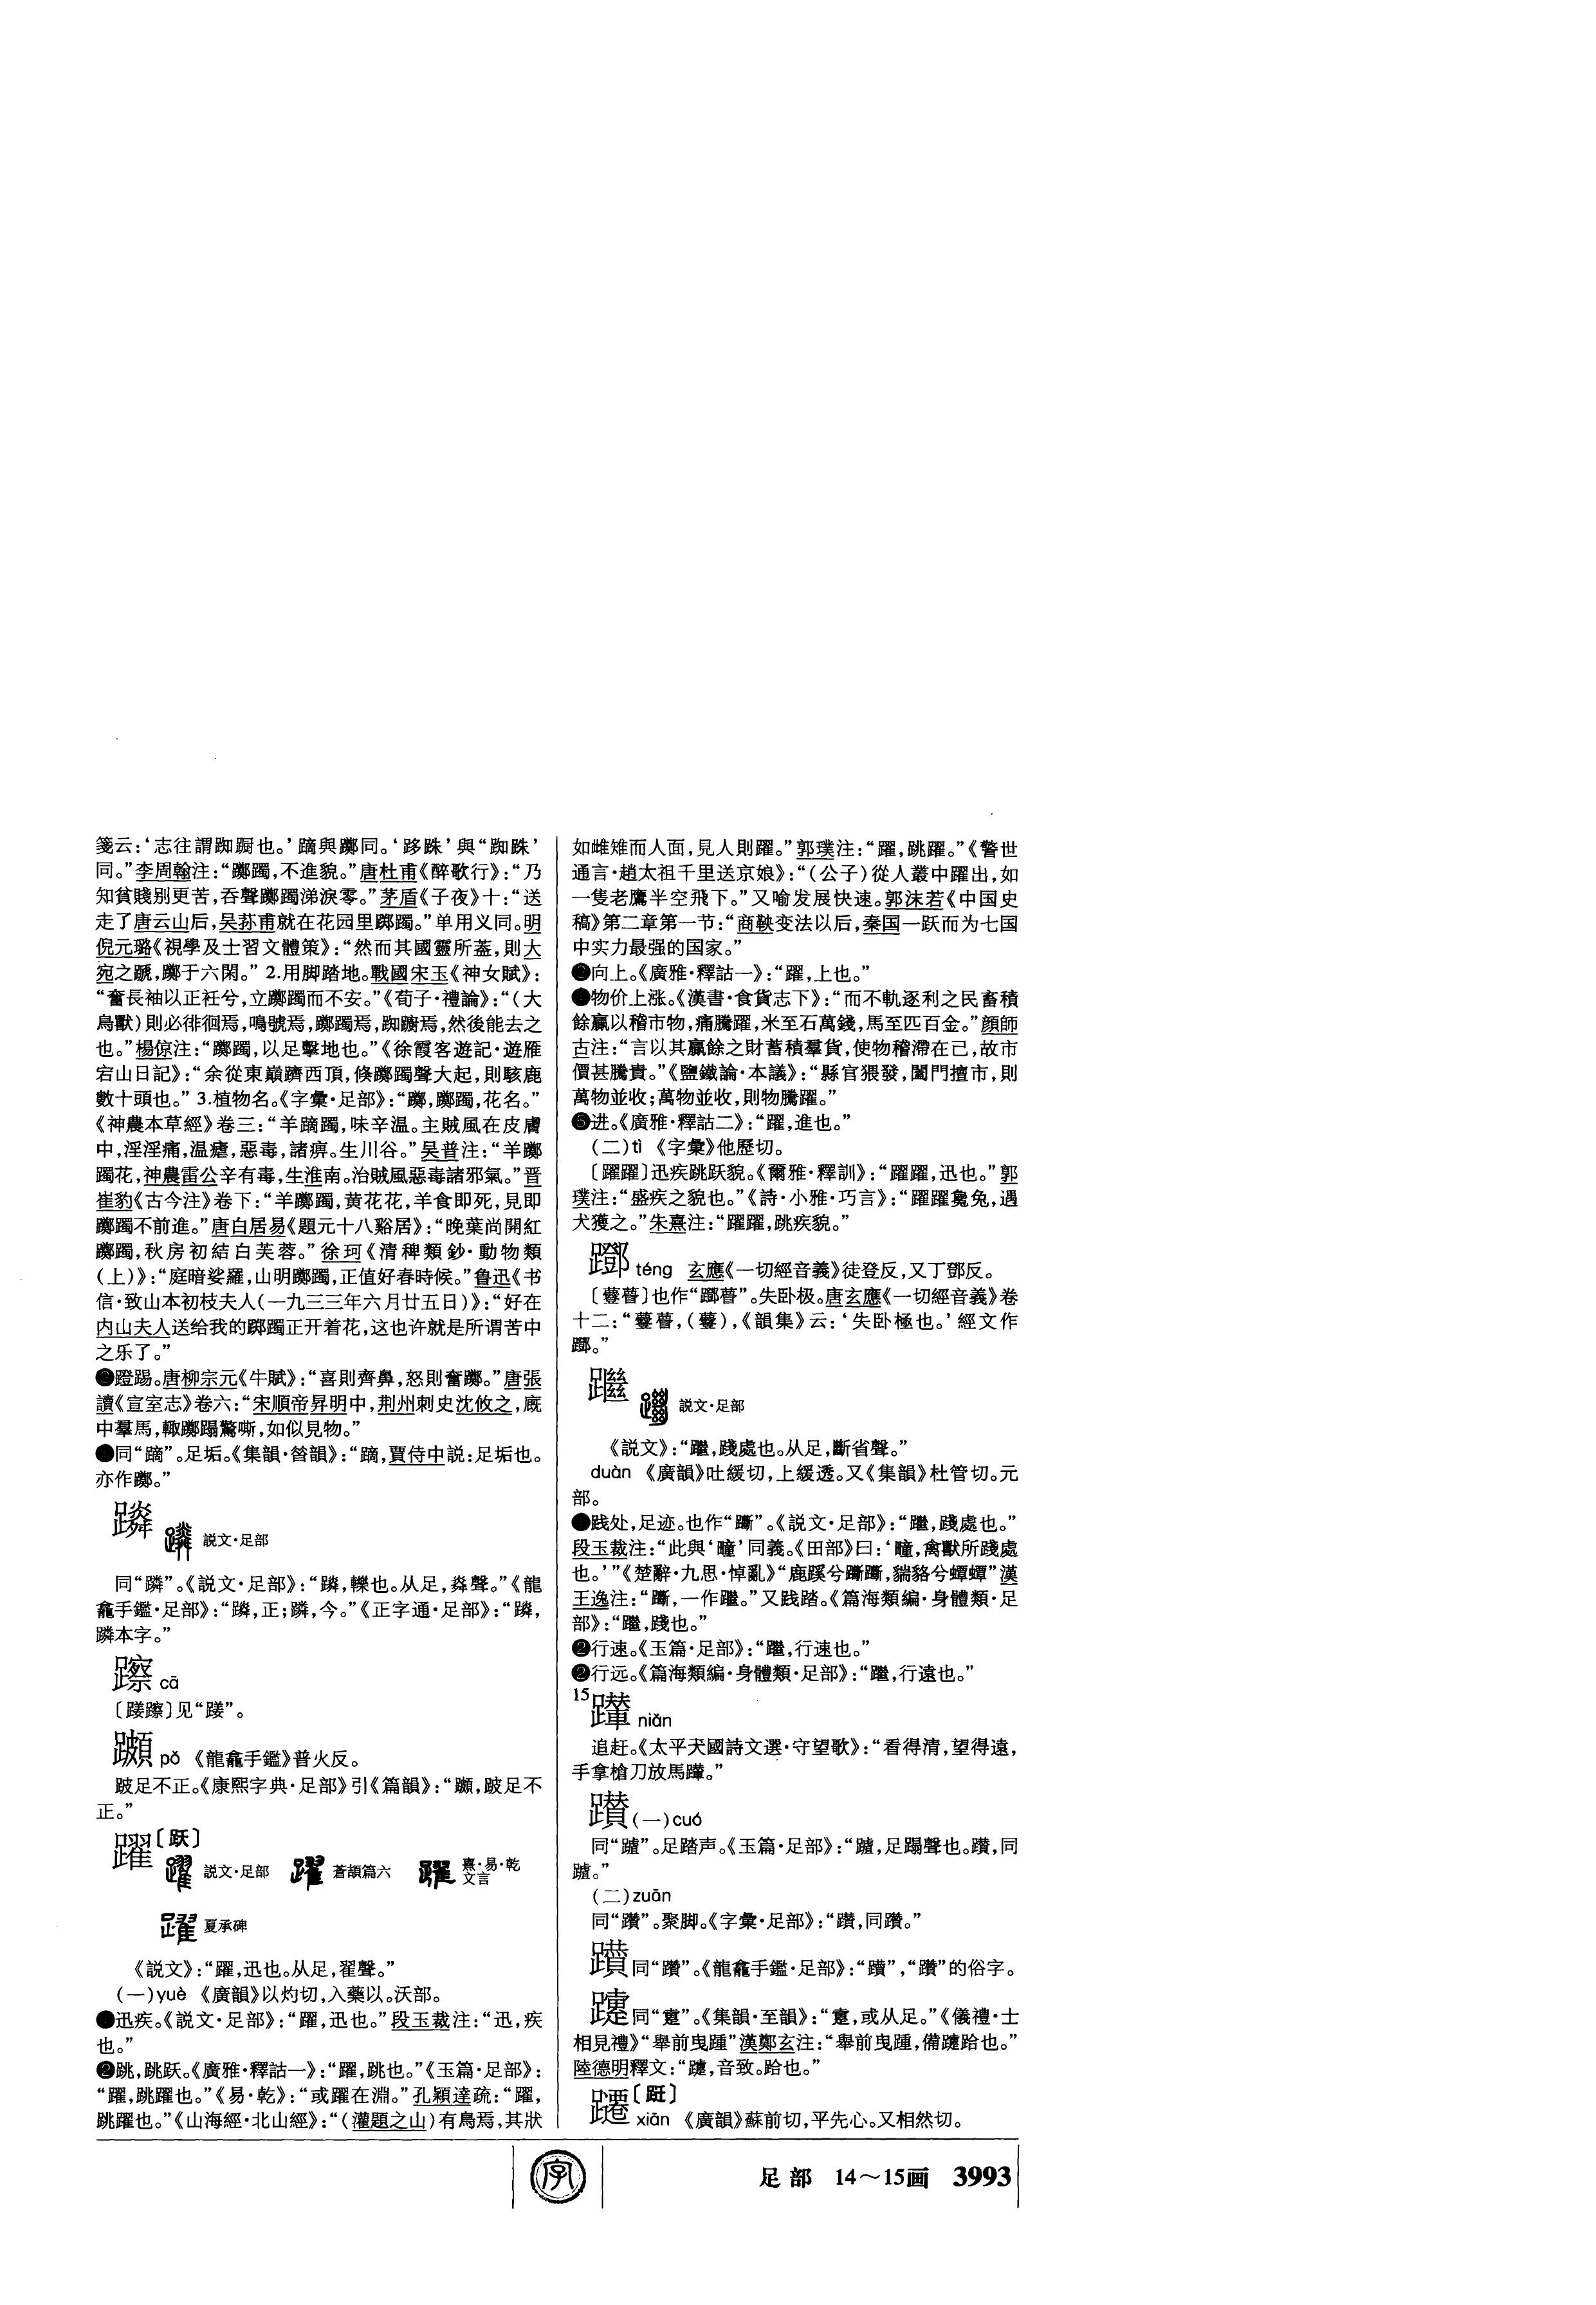 箋云：‘志往謂踟蹰也。’蹢與躑同。‘跢跦’與“踟跦’
同。”李周翰注：“躑躅，不進貌。”唐杜甫《醉歌行》：“乃
知貧賤别更苦，吞聲躑躅涕淚零。”茅盾《子夜》十：“送
走了唐云山后，吴荪甫就在花园里踯躅。”单用义同。明
倪元璐《視學及士習文體策》：“然而其國靈所蓋，則大
宛之蹏，躑于六閑。”2.用脚踏地。戰國宋玉《神女賦》：
“奮長袖以正衽兮，立躑躅而不安。”《荀子·禮論》：“（大
鳥獸）則必徘徊焉，鳴號焉，躑躅焉，踟躕焉，然後能去之
也。”楊倞注：“躑躅，以足擊地也。”《徐霞客遊記·遊雁
宕山日記》：“余從東巔躋西頂，倏躑躅聲大起，則駭鹿
數十頭也。”3.植物名。《字彙·足部》：“躑，躑躅，花名。”
《神農本草經》卷三：“羊蹢躅，味辛温。主賊風在皮膚
中，淫淫痛，温瘧，惡毒，諸痹。生川谷。”吴普注：“羊躑
躅花，神農雷公辛有毒，生淮南。治賊風惡毒諸邪氣。”晋
崔豹《古今注》卷下：“羊躑躅，黄花花，羊食即死，見即
躑躅不前進。”唐白居易《題元十八谿居》：“晚葉尚開紅
躑躅，秋房初結白芙蓉。”徐珂《清稗類鈔·動物類
（上）》：“庭暗娑羅，山明躑躅，正值好春時候。”鲁迅《书
信·致山本初枝夫人（一九三三年六月廿五日）》：“好在
内山夫人送给我的踯躅正开着花，这也许就是所谓苦中
之乐了。”
❷蹬踢。唐柳宗元《牛賦》：“喜則齊鼻，怒則奮躑。”唐張
讀《宣室志》卷六：“宋順帝昇明中，荆州刺史沈攸之，廐
中羣馬，輙躑蹋驚嘶，如似見物。”
同“蹢”。足垢。《集韻·咎韻》：“蹢，賈侍中説：足垢也。
亦作躑。”
説文·足部
同“蹸”。《説文·足部》：“，轢也。从足，粦聲。”《龍
龕手鑑·足部》：“，正；蹸，今。”《正字通·足部》：“，
蹸本字。”
cā
〔蹉〕见“蹉”。
pǒ 《龍龕手鑑》普火反。
跛足不正。《康熙字典·足部》引《篇韻》：“，跛足不
正。”
躍〔跃〕
躍 説文·足部 躍 蒼頡篇六 躍 熹·易·乾文言
躍 夏承碑
《説文》：“躍，迅也。从足，翟聲。”
（一）yuè 《廣韻》以灼切，入藥以。沃部。
❶迅疾。《説文·足部》：“躍，迅也。”段玉裁注：“迅，疾
也。”
❷跳，跳跃。《廣雅·釋詁一》：“躍，跳也。”《玉篇·足部》：
“躍，跳躍也。”《易·乾》：“或躍在淵。”孔穎達疏：“躍，
跳躍也。”《山海經·北山經》：“（灌題之山）有鳥焉，其狀
如雌雉而人面，見人則躍。”郭璞注：“躍，跳躍。”《警世
通言·趙太祖千里送京娘》：“（公子）從人叢中躍出，如
一隻老鷹半空飛下。”又喻发展快速。郭沫若《中国史
稿》第二章第一节：“商鞅变法以后，秦国一跃而为七国
中实力最强的国家。”
向上。《廣雅·釋詁一》：“躍，上也。”
物价上涨。《漢書·食貨志下》：“而不軌逐利之民畜積
餘贏以稽市物，痛騰躍，米至石萬錢，馬至匹百金。”顔師
古注：“言以其贏餘之財蓄積羣貨，使物稽滯在己，故市
價甚騰貴。”《鹽鐵論·本議》：“縣官猥發，闔門擅市，則
萬物並收；萬物並收，則物騰躍。”
❺进。《廣雅·釋詁二》：“躍，進也。”
（二）tì 《字彙》他歷切。
〔躍躍〕迅疾跳跃貌。《爾雅·釋訓》：“躍躍，迅也。”郭
璞注：“盛疾之貌也。”《詩·小雅·巧言》：“躍躍毚兔，遇
犬獲之。”朱熹注：“躍躍，跳疾貌。”
téng 玄應《一切經音義》徒登反，又丁鄧反。
〔〕也作“”。失卧极。唐玄應《一切經音義》卷
十二：“，（），《韻集》云：‘失卧極也。’經文作
。”
説文·足部
《説文》：“，踐處也。从足，斷省聲。”
duàn 《廣韻》吐緩切，上緩透。又《集韻》杜管切。元
部。
❶践处，足迹。也作“躖”。《説文·足部》：“，踐處也。”
段玉裁注：“此與‘疃’同義。《田部》曰：‘疃，禽獸所踐處
也。’”《楚辭·九思·悼亂》“鹿蹊兮躖躖，貒貉兮蟫蟫”漢
王逸注：“躖，一作。”又践踏。《篇海類編·身體類·足
部》：“，踐也。”
❷行速。《玉篇·足部》：“，行速也。”
行远。《篇海類編·身體類·足部》：“，行遠也。”
15 niǎn
追赶。《太平天國詩文選·守望歌》：“看得清，望得遠，
手拿槍刀放馬。”
（一）cuó
同“”。足踏声。《玉篇·足部》：“，足蹋聲也。，同
。”
（二）zuān
同“躦”。聚脚。《字彙·足部》：“，同躦。”
同“”。《龍龕手鑑·足部》：“”，“”的俗字。
同“疐”。《集韻·至韻》：“疐，或从足。”《儀禮·士
相見禮》“舉前曳踵”漢鄭玄注：“舉前曳踵，備跲也。”
陸德明釋文：“，音致。跲也。”
躚〔跹〕
xiān 《廣韻》蘇前切，平先心。又相然切。
字
足部 14～15画 3993